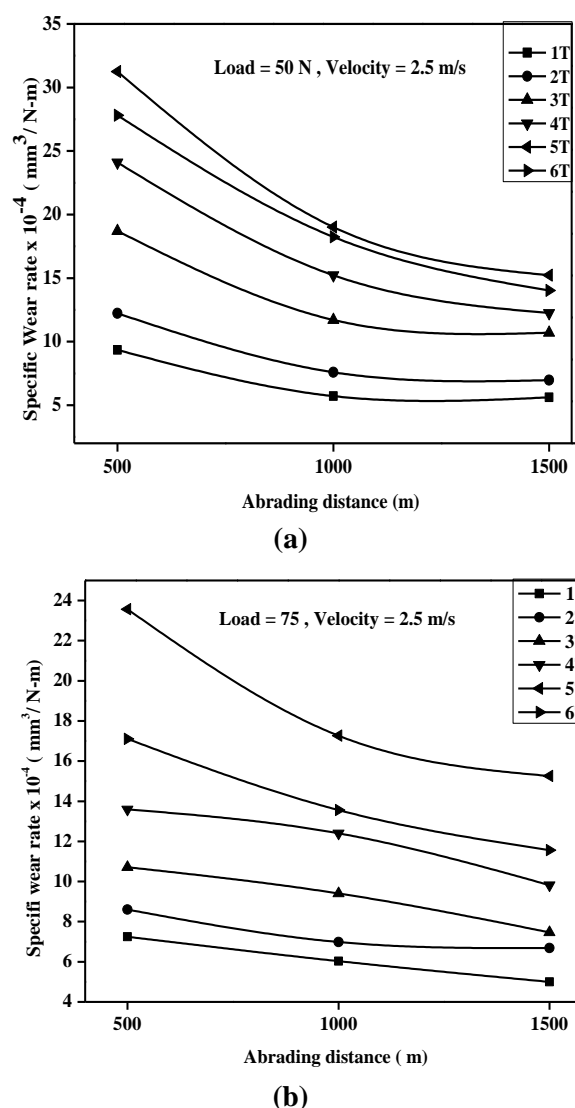 (a)
35
30
25
20
15
10
5
Specific Wear rate x 10⁻⁴ ( mm³/ N-m)
Load = 50 N , Velocity = 2.5 m/s
1T
2T
3T
4T
5T
6T
500 1000 1500
Abrading distance (m)
(a)
24
22
20
18
16
14
12
10
8
6
4
Specifi wear rate x 10⁻⁴ ( mm³/ N-m)
Load = 75 , Velocity = 2.5 m/s
1
2
3
4
5
6
500 1000 1500
Abrading distance ( m)
(b)